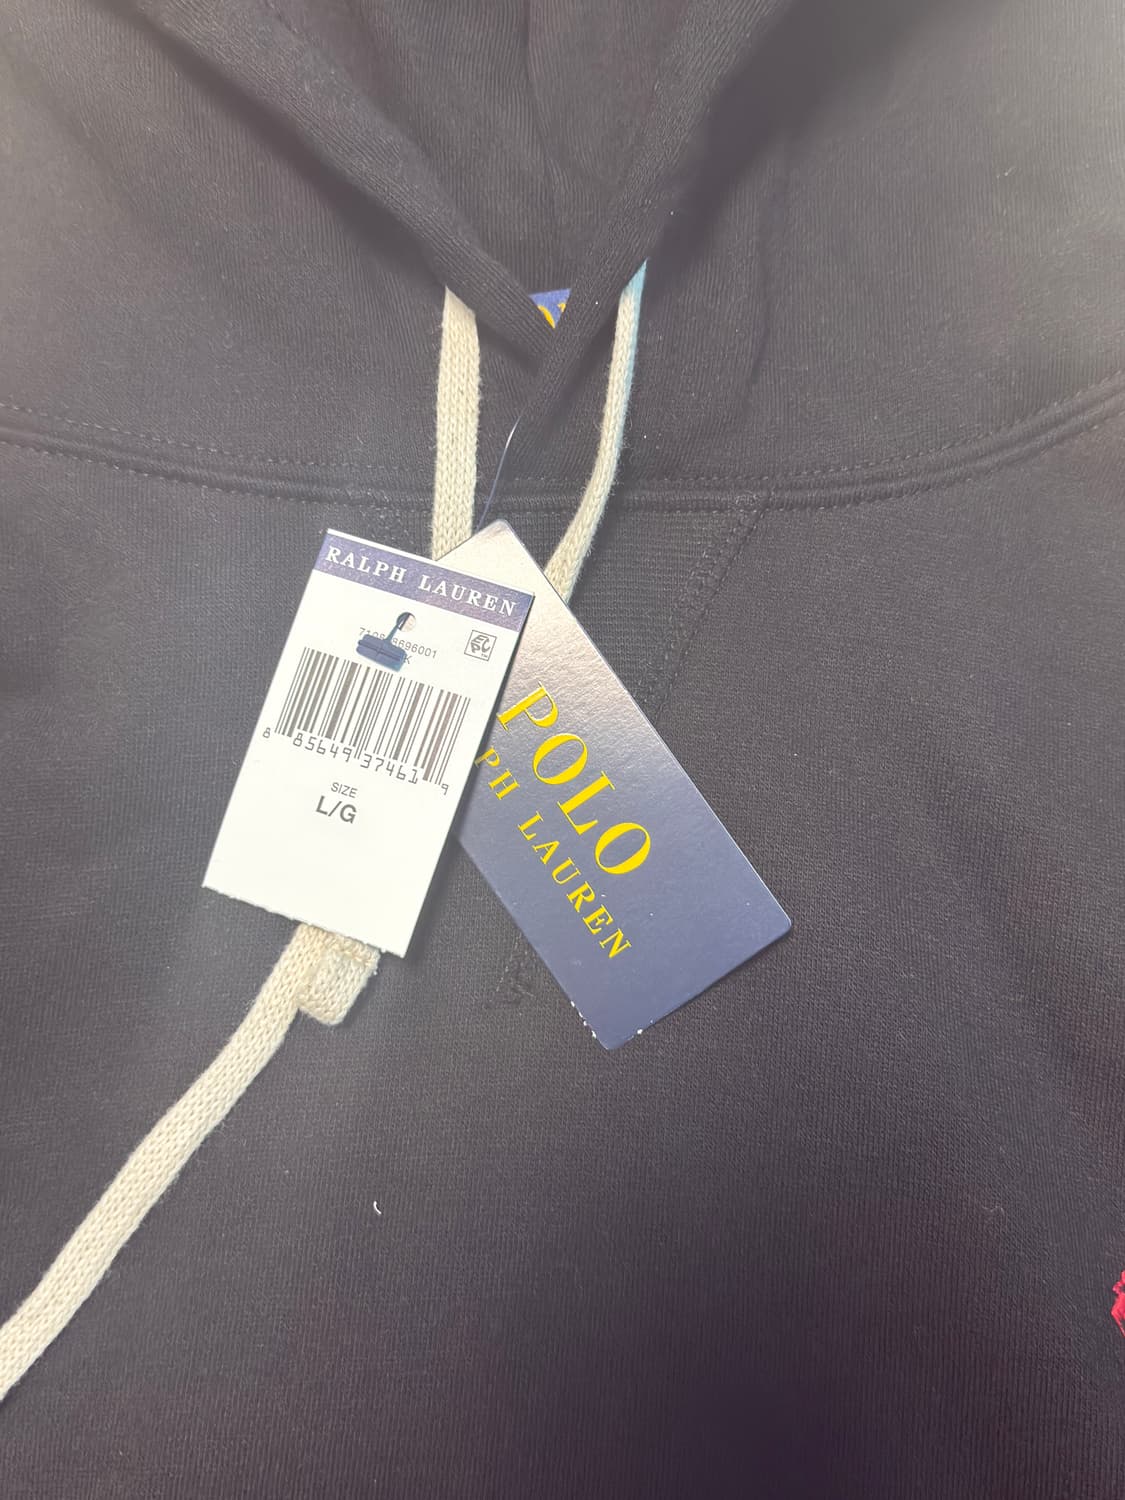 RALPH LAUREN
8 85649 37461 9
SIZE
L/G
POLO
PH LAUREN